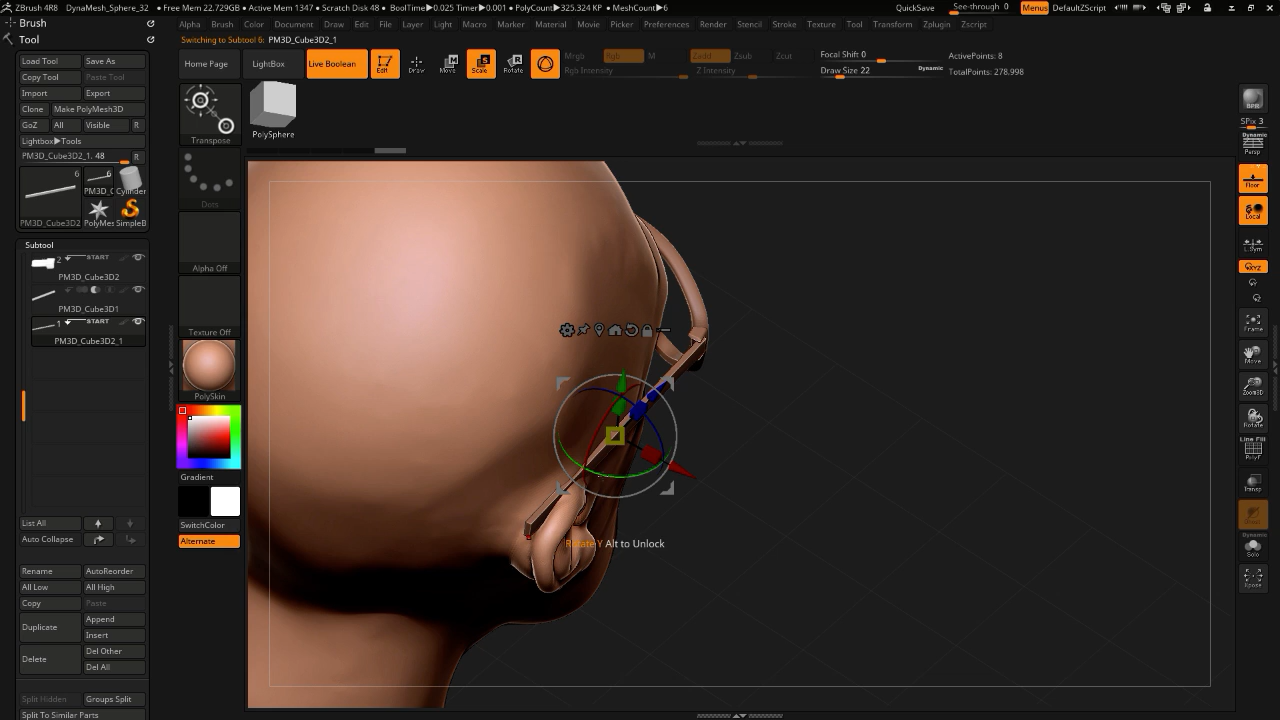 ZBrush 4R8 DynaMesh_Sphere_32 • Free Mem 22.729GB • Active Mem 1347 • Scratch Disk 48 • BoolTime▶0.025 Timer▶0.001 • PolyCount▶325.324 KP • MeshCount▶6
QuickSave See-through 0 Menus DefaultZScript
Brush
Alpha Brush Color Document Draw Edit File Layer Light Macro Marker Material Movie Picker Preferences Render Stencil Stroke Texture Tool Transform Zplugin Zscript
Tool
Switching to Subtool 6: PM3D_Cube3D2_1
Load Tool Save As
Copy Tool Paste Tool
Import Export
Clone Make PolyMesh3D
GoZ All Visible R
Lightbox▶Tools
PM3D_Cube3D2_1. 48 R
6
6
PM3D_C Cylinder
PM3D_Cube3D2 PolyMes SimpleB
Home Page LightBox Live Boolean Edit Draw Move Scale Rotate
Mrgb Rgb M
Rgb Intensity
Zadd Zsub Zcut
Z Intensity
Focal Shift 0
Draw Size 22 Dynamic
ActivePoints: 8
TotalPoints: 278,998
Transpose
PolySphere
Dots
Alpha Off
Texture Off
PolySkin
Gradient
SwitchColor
Alternate
Subtool
2 START
PM3D_Cube3D2
PM3D_Cube3D1
1 START
PM3D_Cube3D2_1
List All
Auto Collapse
Rename AutoReorder
All Low All High
Copy Paste
Duplicate Append
Insert
Delete Del Other
Del All
Split Hidden Groups Split
Split To Similar Parts
Rotate Y Alt to Unlock
BPR
SPix 3
Dynamic
Persp
Floor
Local
L.Sym
XYZ
Frame
Move
Zoom3D
Rotate
Line Fill
PolyF
Transp
Dynamic
Solo
Xpose